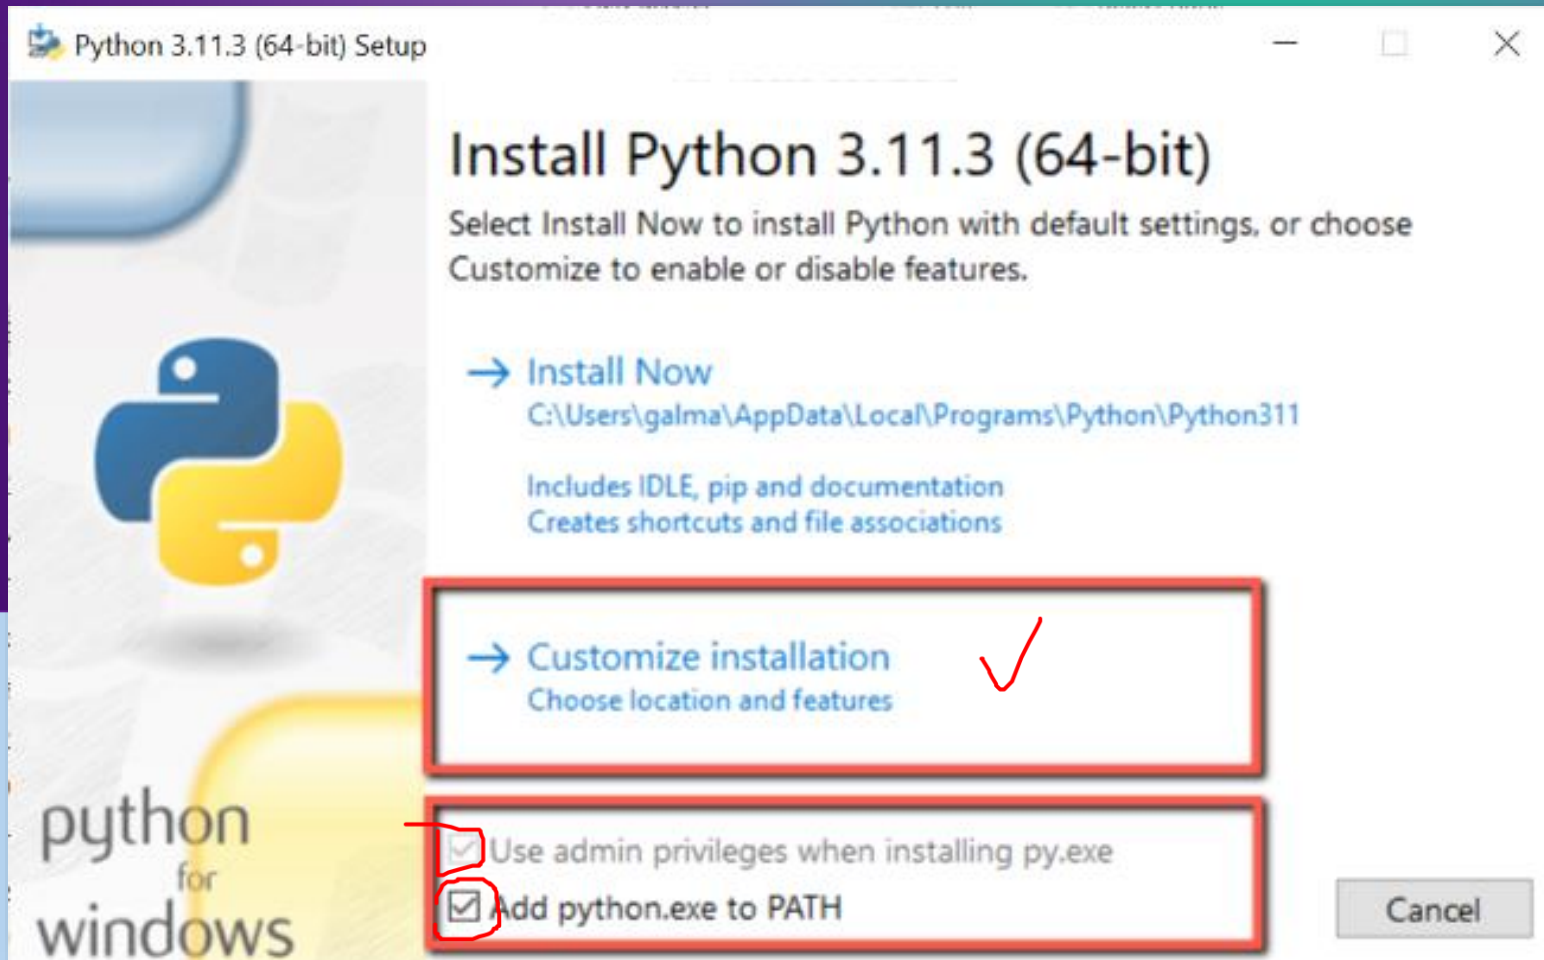 Python 3.11.3 (64-bit) Setup
Install Python 3.11.3 (64-bit)
Select Install Now to install Python with default settings, or choose
Customize to enable or disable features.
Install Now
C:\Users\galma\AppData\Local\Programs\Python\Python311
Includes IDLE, pip and documentation
Creates shortcuts and file associations
Customize installation
Choose location and features
Use admin privileges when installing py.exe
Add python.exe to PATH
Cancel
python
for
windows